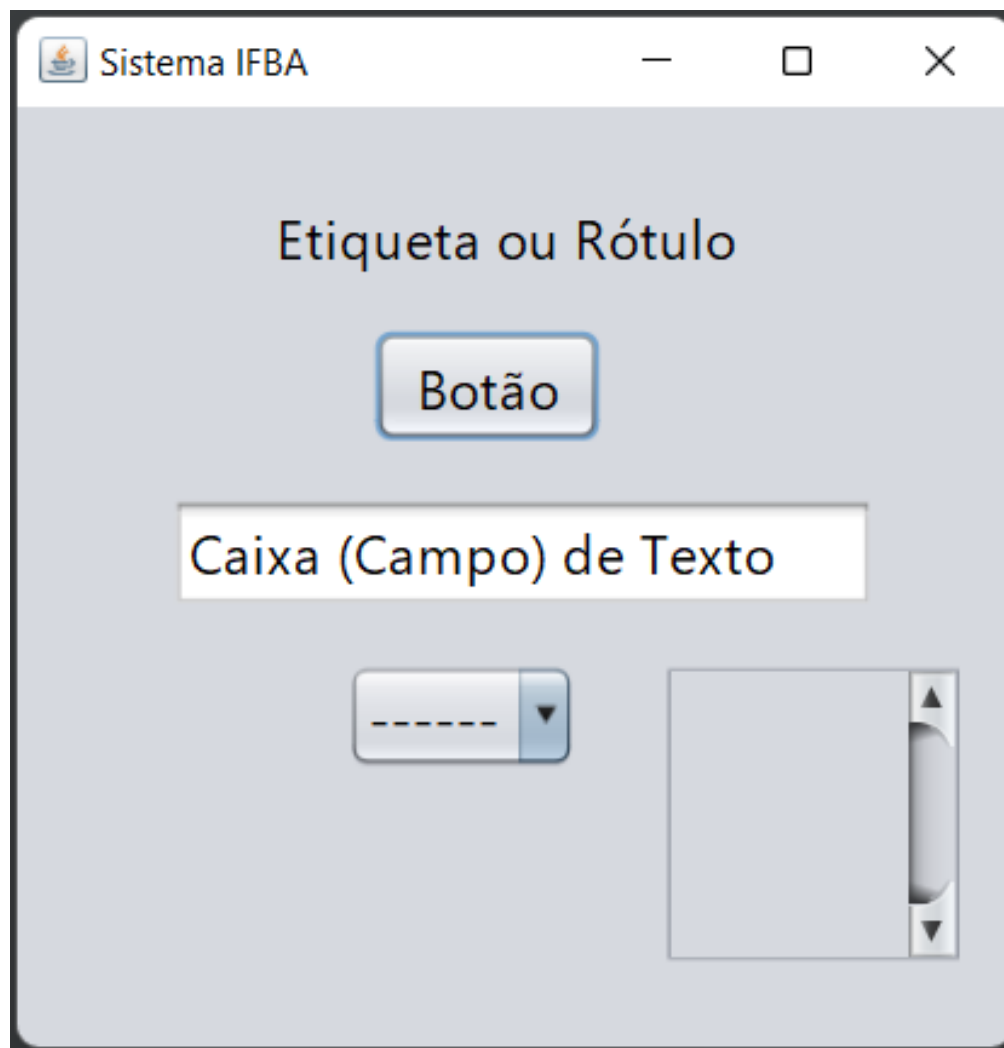 Sistema IFBA
Etiqueta ou Rótulo
Botão
Caixa (Campo) de Texto
------